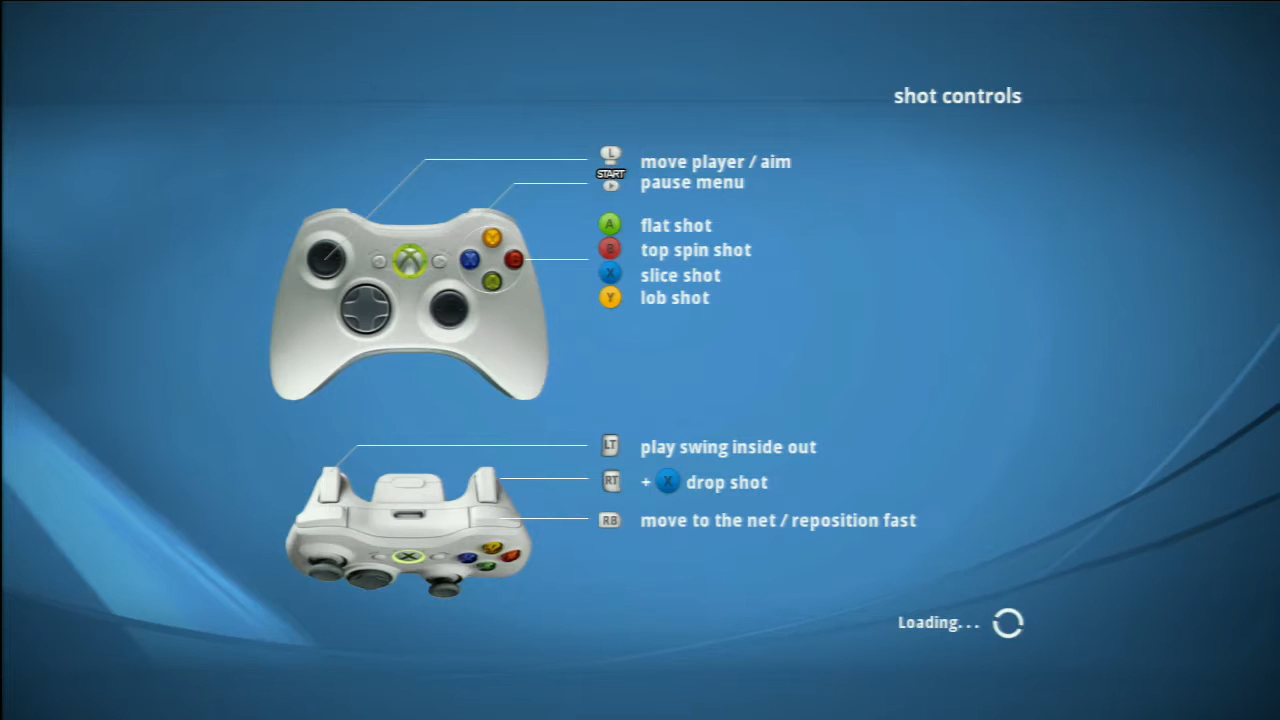 shot controls
L move player / aim
START pause menu
A flat shot
B top spin shot
X slice shot
Y lob shot
LT play swing inside out
RT + X drop shot
RB move to the net / reposition fast
Loading...